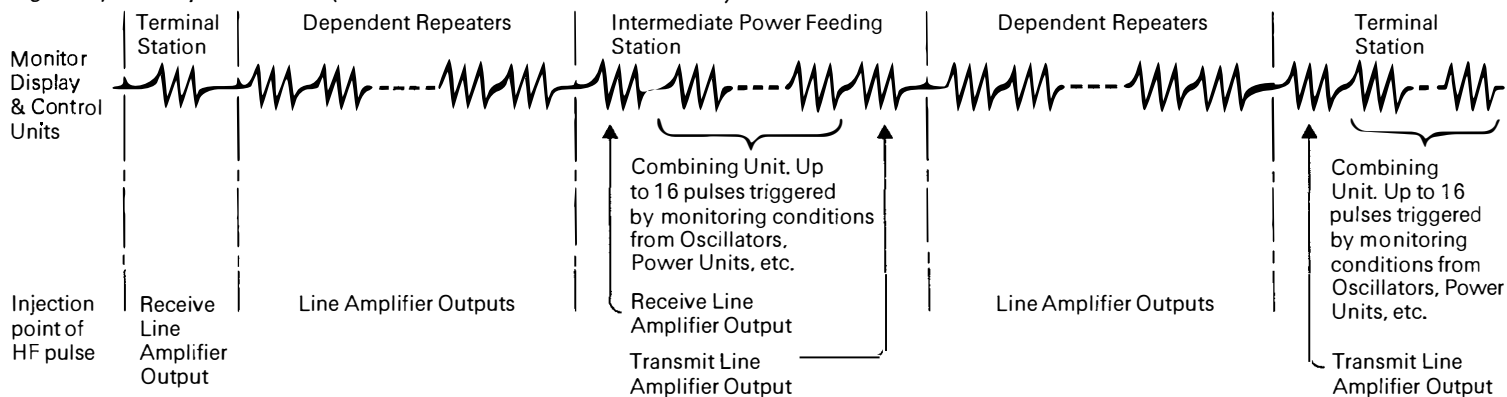 Monitor
Display
& Control
Units
Terminal
Station
Dependent Repeaters
Intermediate Power Feeding
Station
Dependent Repeaters
Terminal
Station
Combining Unit. Up
to 16 pulses triggered
by monitoring conditions
from Oscillators,
Power Units, etc.
Combining
Unit. Up to 16
pulses triggered
by monitoring
conditions from
Oscillators, Power
Units, etc.
Injection
point of
HF pulse
Receive
Line
Amplifier
Output
Line Amplifier Outputs
Receive Line
Amplifier Output
Transmit Line
Amplifier Output
Line Amplifier Outputs
Transmit Line
Amplifier Output